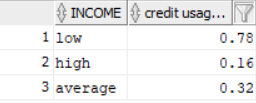 INCOME credit usag...
1 low 0.78
2 high 0.16
3 average 0.32